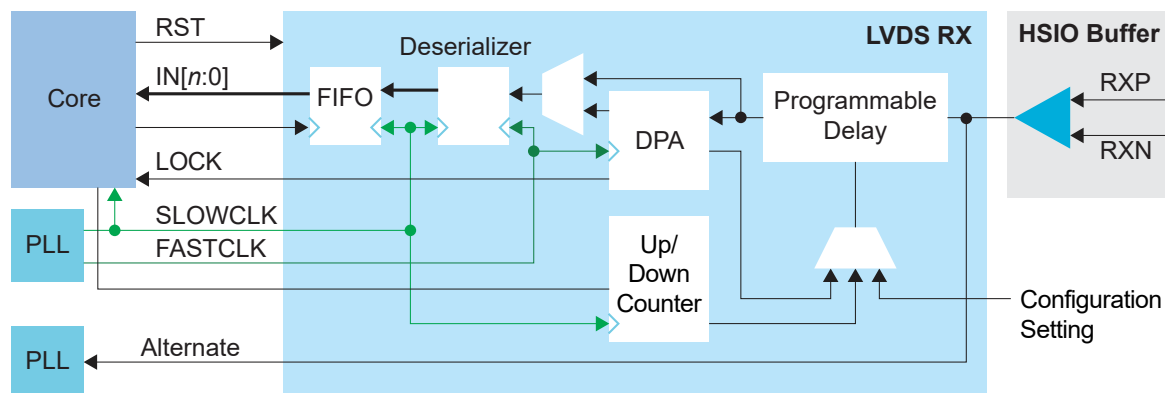 RST
LVDS RX
HSIO Buffer
Deserializer
Core
IN[n:0]
FIFO
Programmable
Delay
RXP
DPA
RXN
LOCK
SLOWCLK
PLL
FASTCLK
Up/
Down
Counter
Configuration
Setting
PLL
Alternate